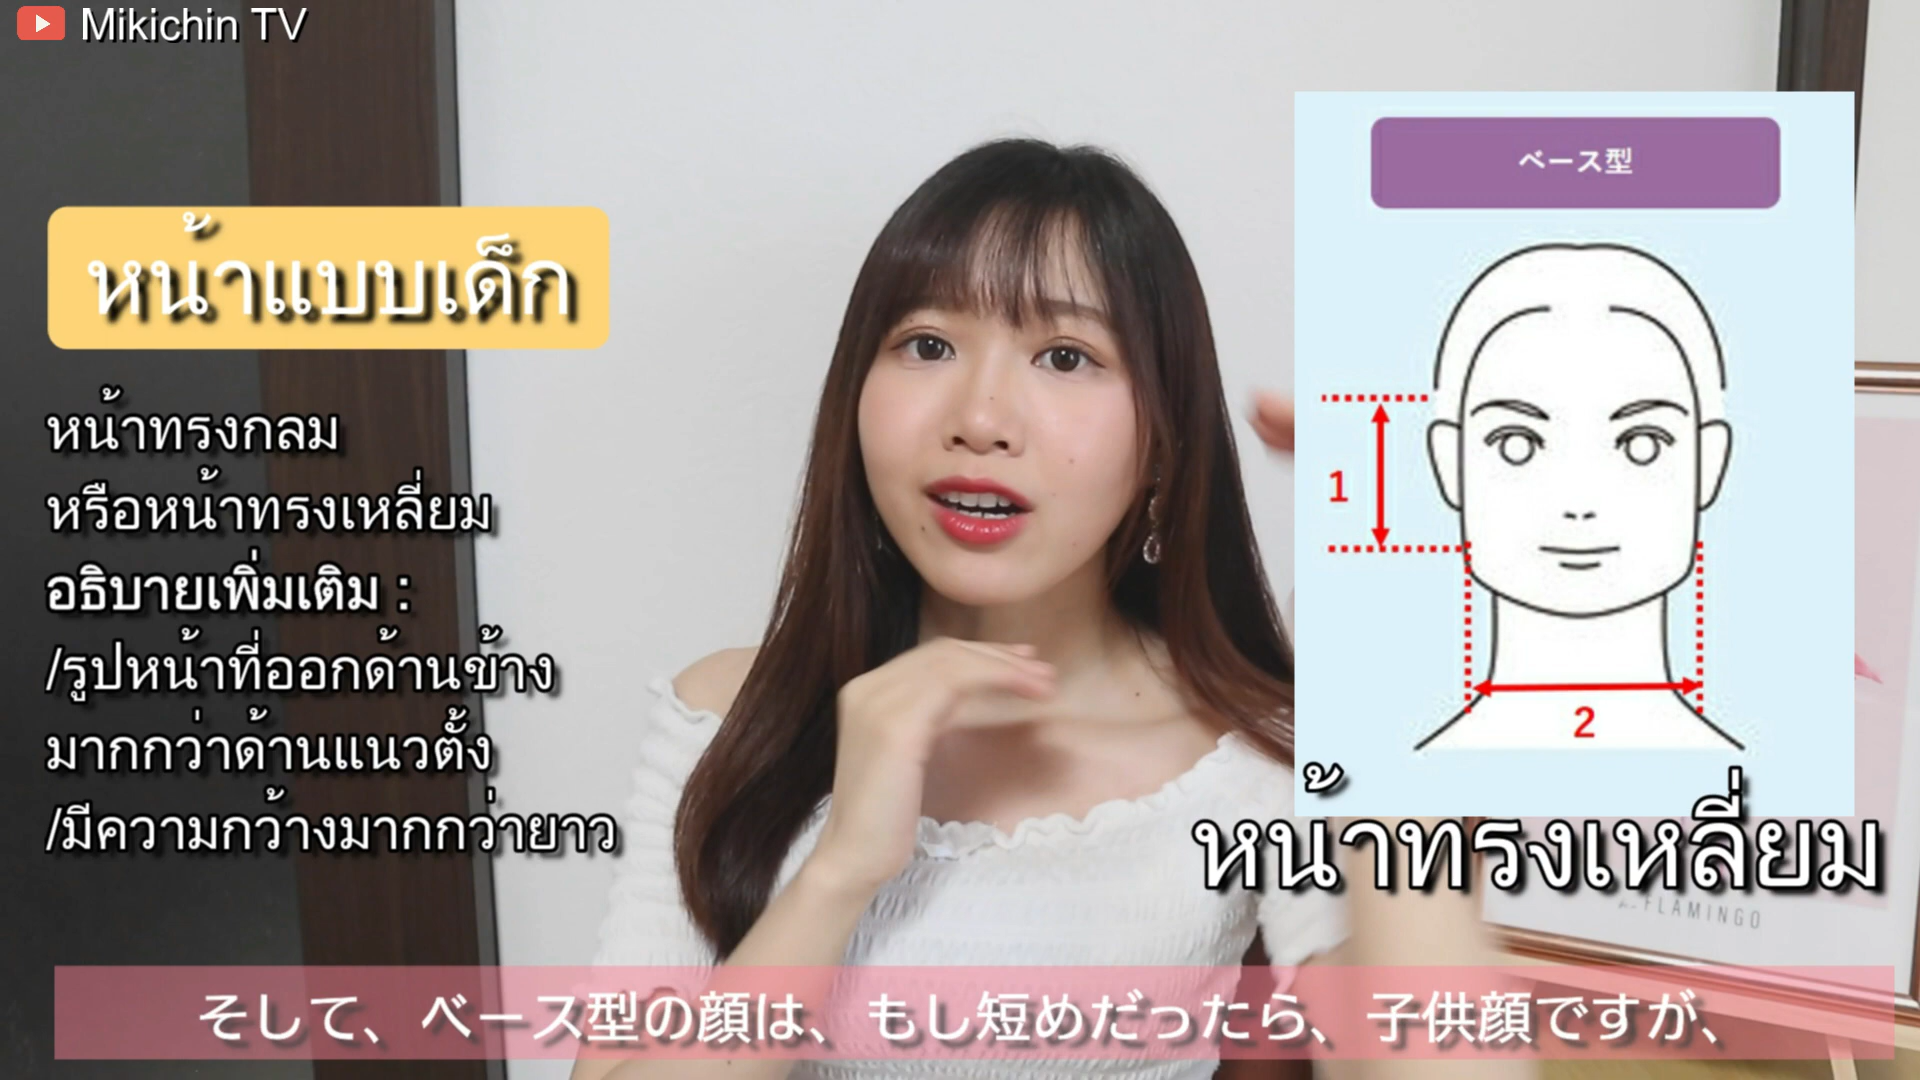 Mikichin TV
หน้าแบบเด็ก
หน้าทรงกลม
หรือหน้าทรงเหลี่ยม
อธิบายเพิ่มเติม :
/รูปหน้าที่ออกด้านข้าง
มากกว่าด้านแนวตั้ง
/มีความกว้างมากกว่ายาว
ベース型
1
2
หน้าทรงเหลี่ยม
FLAMINGO
そして、ベース型の顔は、もし短めだったら、子供顔ですが、